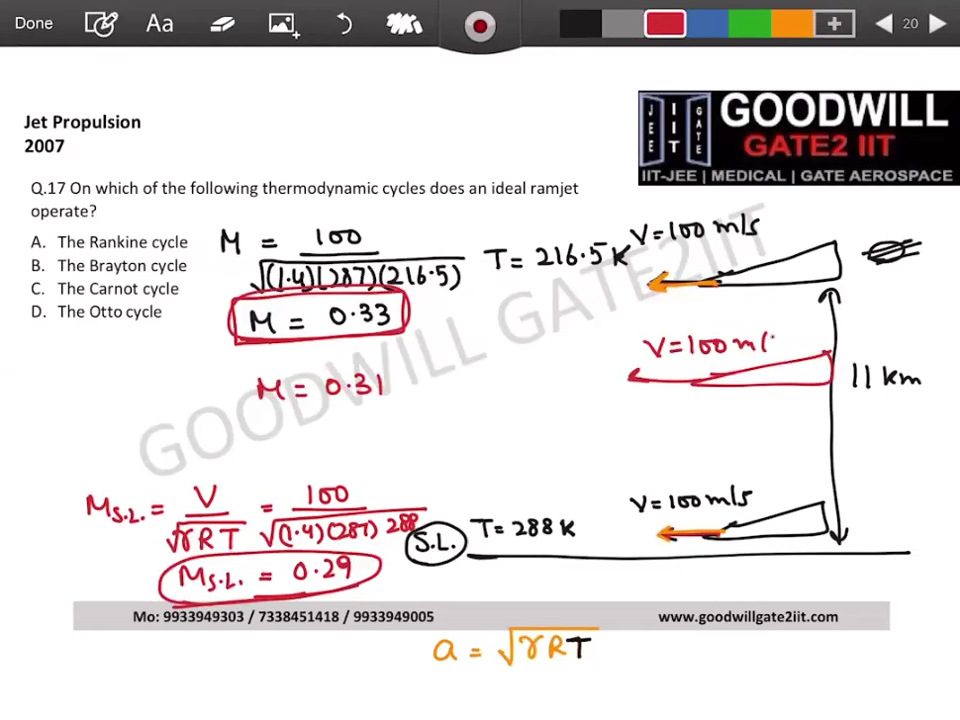 Done
Aa
20
Jet Propulsion
2007
GOODWILL
GATE2 IIT
JEE
IIT
GATE
IIT-JEE | MEDICAL | GATE AEROSPACE
Q.17 On which of the following thermodynamic cycles does an ideal ramjet
operate?
A. The Rankine cycle
B. The Brayton cycle
C. The Carnot cycle
D. The Otto cycle
M = 100 / √(1.4)(287)(216.5)
M = 0.33
M = 0.31
T = 216.5 K
V = 100 m/s
V = 100 m/
11 km
V = 100 m/s
M S.L. = V / √γRT = 100 / √(1.4)(287) 288
M S.L. = 0.29
S.L.
T = 288 K
GOODWILL GATE2IIT
Mo: 9933949303 / 7338451418 / 9933949005
www.goodwillgate2iit.com
a = √γRT